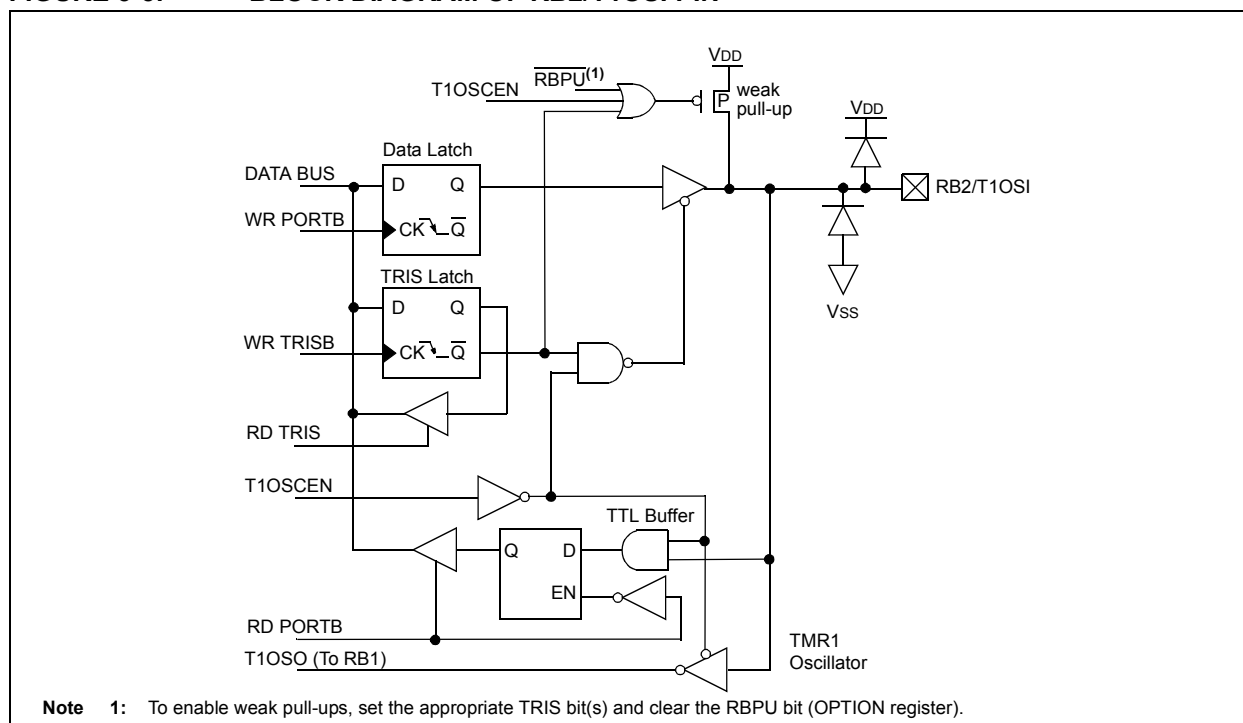 VDD
RBPU(1)
T1OSCEN
P
weak
pull-up
VDD
Data Latch
DATA BUS
D Q
RB2/T1OSI
WR PORTB
CK Q
TRIS Latch
VSS
D Q
WR TRISB
CK Q
RD TRIS
T1OSCEN
TTL Buffer
Q D
EN
RD PORTB
TMR1
Oscillator
T1OSO (To RB1)
Note 1: To enable weak pull-ups, set the appropriate TRIS bit(s) and clear the RBPU bit (OPTION register).